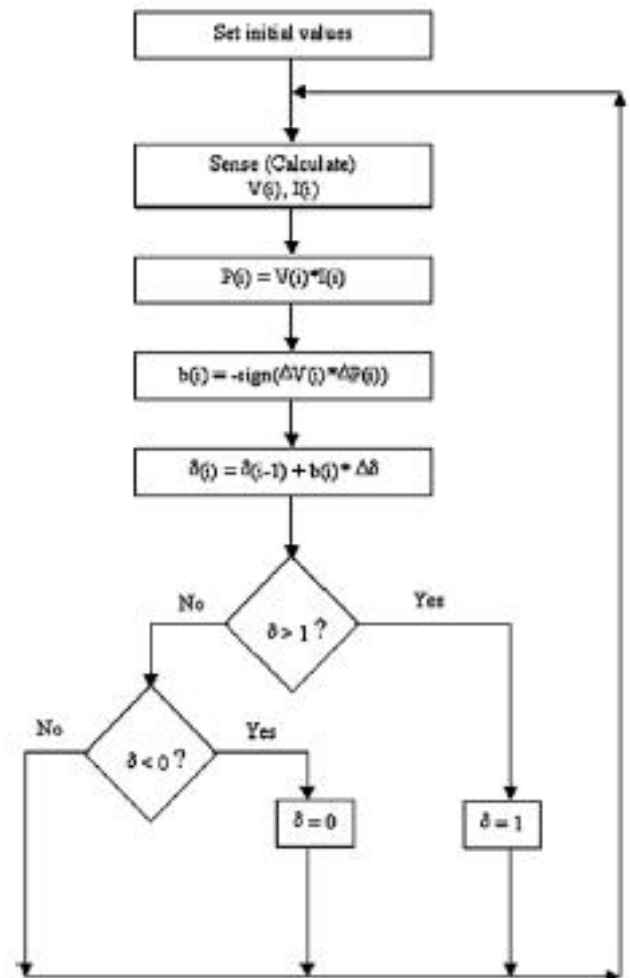 Set initial values
Sense (Calculate)
V(i), I(i)
P(i) = V(i)*I(i)
b(i) = -sign(ΔV(i)*ΔP(i))
δ(i) = δ(i-1) + b(i)* Δδ
No
Yes
δ > 1 ?
No
Yes
δ < 0 ?
δ = 0
δ = 1